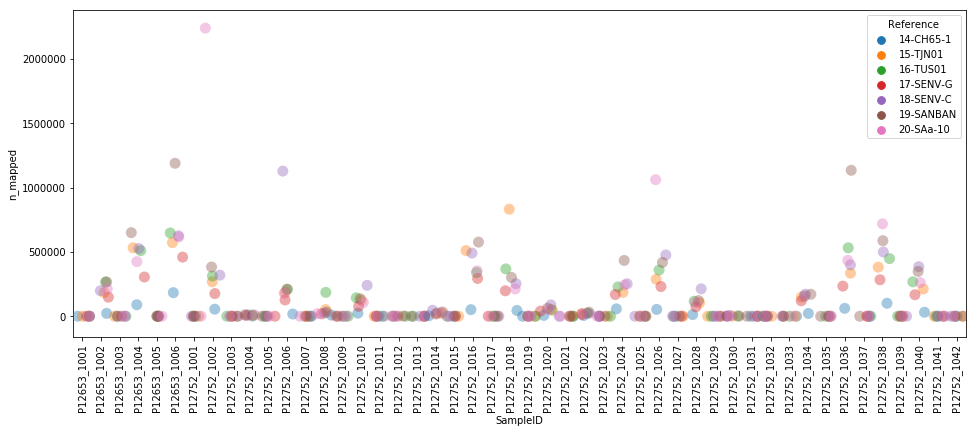 n_mapped
2000000
1500000
1000000
500000
0
Reference
14-CH65-1
15-TJN01
16-TUS01
17-SENV-G
18-SENV-C
19-SANBAN
20-SAa-10
P12653_1001
P12653_1002
P12653_1003
P12653_1004
P12653_1005
P12653_1006
P12752_1001
P12752_1002
P12752_1003
P12752_1004
P12752_1005
P12752_1006
P12752_1007
P12752_1008
P12752_1009
P12752_1010
P12752_1011
P12752_1012
P12752_1013
P12752_1014
P12752_1015
P12752_1016
P12752_1017
P12752_1018
P12752_1019
P12752_1020
P12752_1021
P12752_1022
P12752_1023
P12752_1024
P12752_1025
P12752_1026
P12752_1027
P12752_1028
P12752_1029
P12752_1030
P12752_1031
P12752_1032
P12752_1033
P12752_1034
P12752_1035
P12752_1036
P12752_1037
P12752_1038
P12752_1039
P12752_1040
P12752_1041
P12752_1042
SampleID